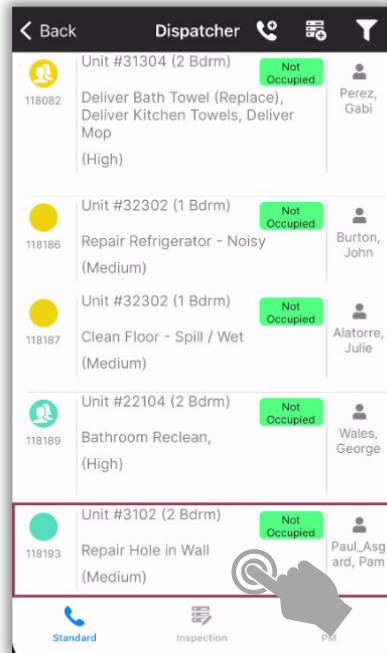 Back
Dispatcher
Unit #31304 (2 Bdrm)
Not
Occupied
Perez,
Gabi
118082
Deliver Bath Towel (Replace),
Deliver Kitchen Towels, Deliver
Mop
(High)
Unit #32302 (1 Bdrm)
Not
Occupied
Burton,
John
118186
Repair Refrigerator - Noisy
(Medium)
Unit #32302 (1 Bdrm)
Not
Occupied
Alatorre,
Julie
118187
Clean Floor - Spill / Wet
(Medium)
Unit #22104 (2 Bdrm)
Not
Occupied
Wales,
George
118189
Bathroom Reclean,
(High)
Unit #3102 (2 Bdrm)
Not
Occupied
Paul_Asg
ard, Pam
118193
Repair Hole in Wall
(Medium)
Standard
Inspection
PM